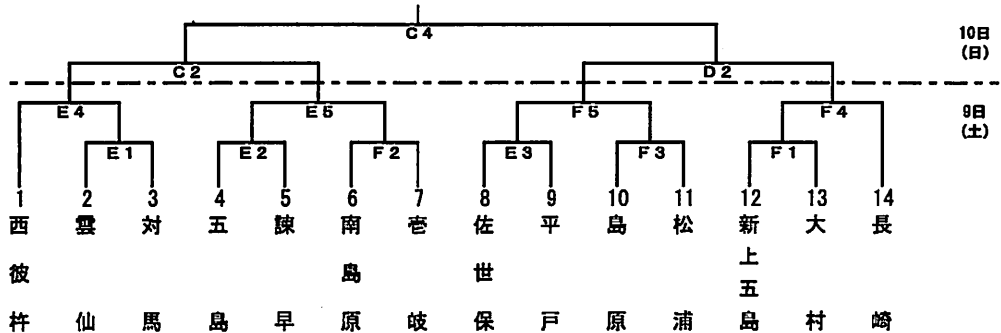 C4
10日
(日)
C2
D2
E4
E5
F5
F4
9日
(土)
E1
E2
F2
E3
F3
F1
1 2 3 4 5 6 7 8 9 10 11 12 13 14
西彼杵
雲仙
対馬
五島
諫早
南島原
壱岐
佐世保
平戸
島原
松浦
新上五島
大村
長崎